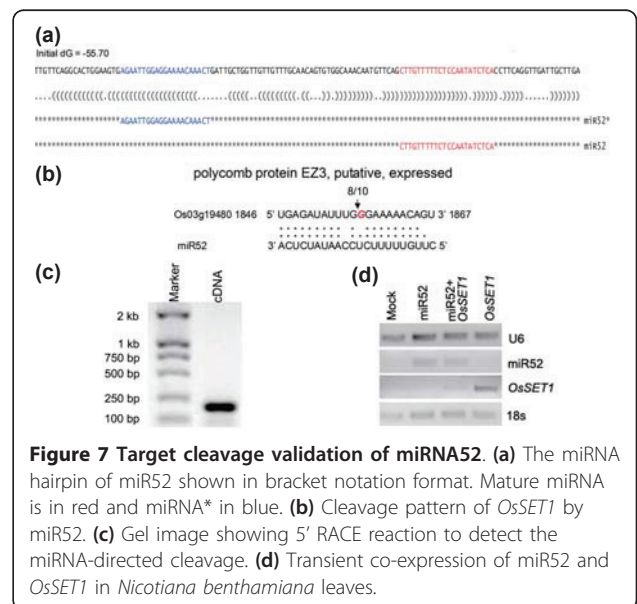 (a)
Initial dG = -55.70
TTGTTCAGGCACTGGAAGTGAGAATTGGAGGAAAACAAACTGATTGCTGGTTGTTGTTTGCAACAGTGTGGCAAACAATGTTCAGCTTGTTTTTCTCCAATATCTCACCTTCAGGTTGATTGCTTGA
AGAATTGGAGGAAAACAAACT miR52*
CTTGTTTTTCTCCAATATCTCA miR52
(b)
polycomb protein EZ3, putative, expressed
8/10
Os03g19480 1846 5' UGAGAUAUUUGGGAAAAACAGU 3' 1867
miR52 3' ACUCUAUAACCUCUUUUUGUUC 5'
(c)
Marker
cDNA
2 kb
1 kb
750 bp
500 bp
250 bp
100 bp
(d)
Mock
miR52
miR52+
OsSET1
OsSET1
U6
miR52
OsSET1
18s
Figure 7 Target cleavage validation of miRNA52. (a) The miRNA
hairpin of miR52 shown in bracket notation format. Mature miRNA
is in red and miRNA* in blue. (b) Cleavage pattern of OsSET1 by
miR52. (c) Gel image showing 5' RACE reaction to detect the
miRNA-directed cleavage. (d) Transient co-expression of miR52 and
OsSET1 in Nicotiana benthamiana leaves.